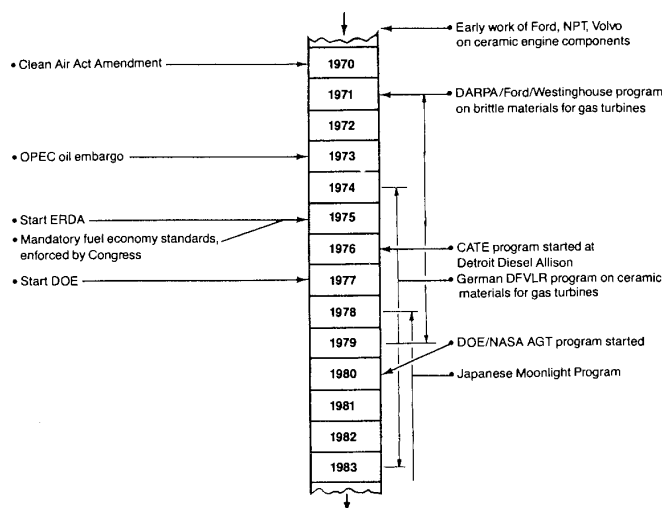 • Early work of Ford, NPT, Volvo
on ceramic engine components
• Clean Air Act Amendment
1970
1971
• DARPA/Ford/Westinghouse program
on brittle materials for gas turbines
1972
• OPEC oil embargo
1973
1974
• Start ERDA
1975
• Mandatory fuel economy standards,
enforced by Congress
1976
• CATE program started at
Detroit Diesel Allison
• Start DOE
1977
• German DFVLR program on ceramic
materials for gas turbines
1978
1979
• DOE/NASA AGT program started
1980
• Japanese Moonlight Program
1981
1982
1983